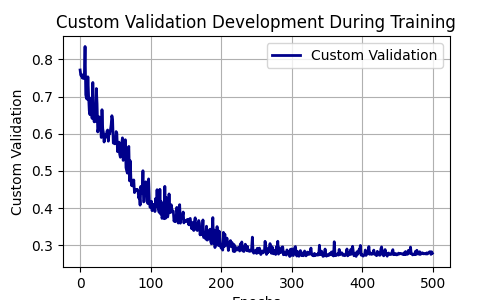 Custom Validation Development During Training
Custom Validation
Custom Validation
0.8
0.7
0.6
0.5
0.4
0.3
0 100 200 300 400 500
Epochs